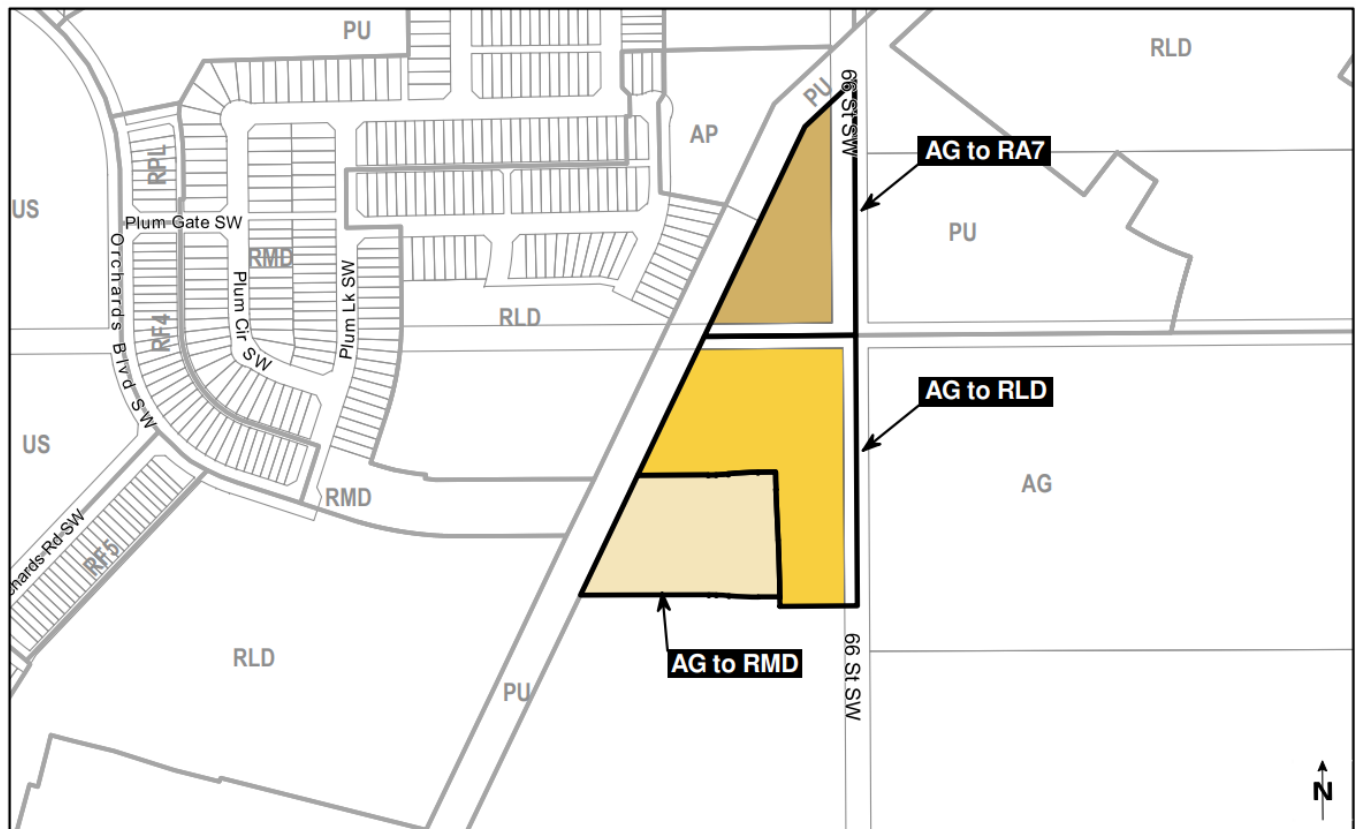 PU
RLD
PU
66 St SW
AP
AG to RA7
RPL
US
Plum Gate SW
PU
Orchards Blvd SW
RMD
Plum Cir SW
Plum Lk SW
RLD
RF4
AG to RLD
US
RMD
AG
chards Rd SW
RF5
RLD
AG to RMD
66 St SW
PU
N